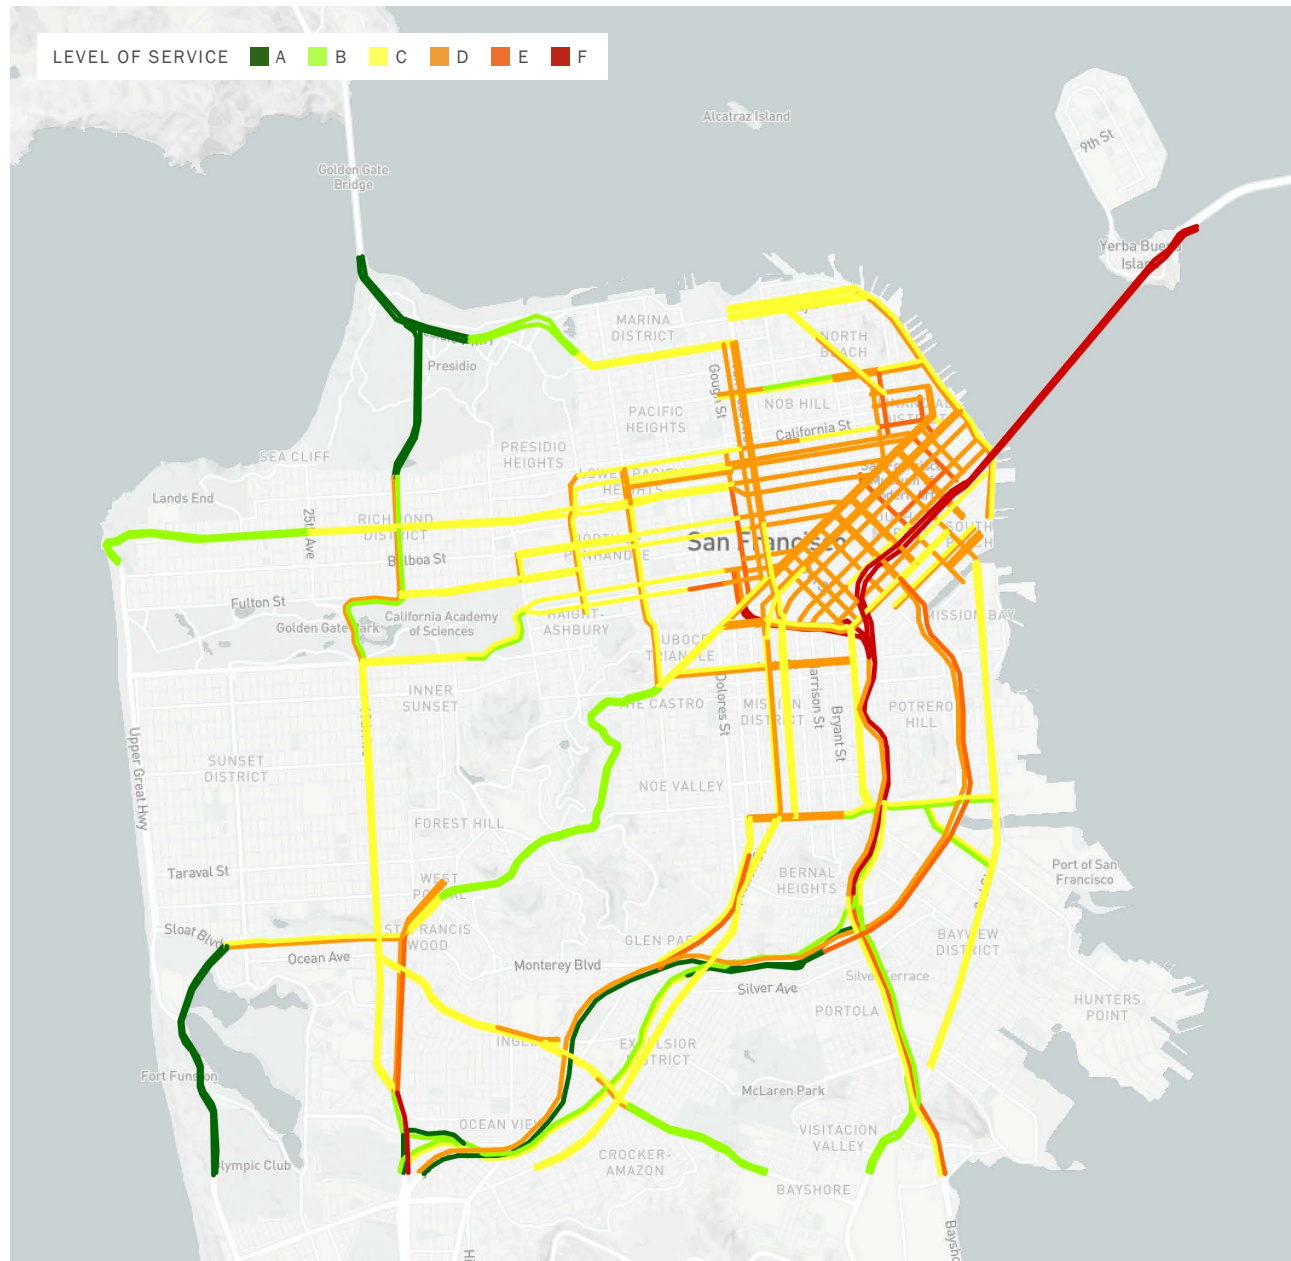 LEVEL OF SERVICE A B C D E F
Alcatraz Island
9th St
Golden Gate
Bridge
Yerba Buena
Island
MARINA
DISTRICT
NORTH
BEACH
Presidio
Gough St
PACIFIC
HEIGHTS
NOB HILL
California St
PRESIDIO
HEIGHTS
SEA CLIFF
Lands End
25th Ave
RICHMOND
DISTRICT
San Francisco
Balboa St
Fulton St
Golden Gate Park
California Academy
of Sciences
HAIGHT-
ASHBURY
MISSION BAY
TRIANGLE
INNER
SUNSET
THE CASTRO
Dolores St
MISSION
DISTRICT
Harrison St
Bryant St
POTRERO
HILL
Upper Great Hwy
SUNSET
DISTRICT
NOE VALLEY
FOREST HILL
Taraval St
WEST
PORTAL
BERNAL
HEIGHTS
Port of San
Francisco
Sloat Blvd
ST FRANCIS
WOOD
Ocean Ave
GLEN PARK
Monterey Blvd
Silver Ave
Silver Terrace
BAYVIEW
DISTRICT
PORTOLA
HUNTERS
POINT
EXCELSIOR
DISTRICT
Fort Funston
McLaren Park
OCEAN VIEW
VISITACION
VALLEY
Olympic Club
CROCKER-
AMAZON
BAYSHORE